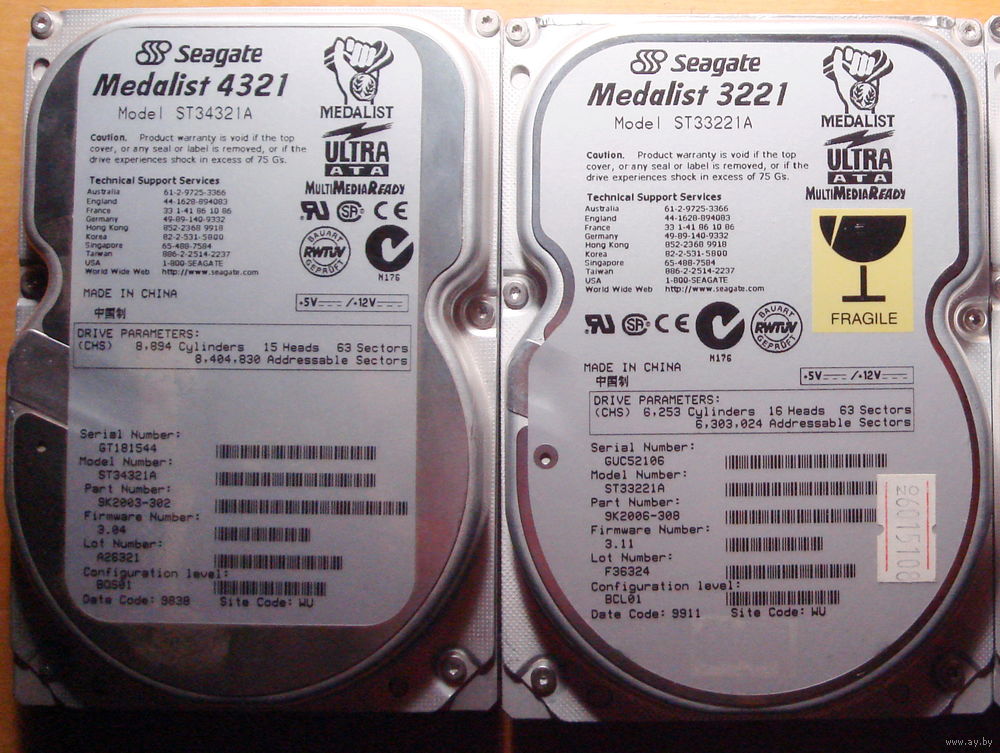 Seagate
Medalist 4321
Model ST34321A
MEDALIST
Caution. Product warranty is void if the top
cover, or any seal or label is removed, or if the
drive experiences shock in excess of 75 Gs.
ULTRA
ATA
MULTIMEDIAREADY
Technical Support Services
Australia 61-2-9725-3366
England 44-1628-894083
France 33 1-41 86 10 86
Germany 49-89-140-9332
Hong Kong 852-2368 9918
Korea 82-2-531-5800
Singapore 65-488-7584
Taiwan 886-2-2514-2237
USA 1-800-SEAGATE
World Wide Web http://www.seagate.com
BAUART
RWTÜV
GEPRÜFT
N176
MADE IN CHINA
中国制
+5V /+12V
DRIVE PARAMETERS:
(CHS) 8,894 Cylinders 15 Heads 63 Sectors
8,404,830 Addressable Sectors
Serial Number:
GT181544
Model Number:
ST34321A
Part Number:
9K2003-302
Firmware Number:
3.04
Lot Number:
A26321
Configuration level:
BQS01
Date Code: 9838 Site Code: WU
Seagate
Medalist 3221
Model ST33221A
MEDALIST
Caution. Product warranty is void if the top
cover, or any seal or label is removed, or if the
drive experiences shock in excess of 75 Gs.
ULTRA
ATA
MULTIMEDIAREADY
Technical Support Services
Australia 61-2-9725-3366
England 44-1628-894083
France 33 1-41 86 10 86
Germany 49-89-140-9332
Hong Kong 852-2368 9918
Korea 82-2-531-5800
Singapore 65-488-7584
Taiwan 886-2-2514-2237
USA 1-800-SEAGATE
World Wide Web http://www.seagate.com
FRAGILE
BAUART
RWTÜV
GEPRÜFT
N176
MADE IN CHINA
中国制
+5V /+12V
DRIVE PARAMETERS:
(CHS) 6,253 Cylinders 16 Heads 63 Sectors
6,303,024 Addressable Sectors
Serial Number:
GUC52106
Model Number:
ST33221A
Part Number:
9K2006-308
Firmware Number:
3.11
Lot Number:
F36324
Configuration level:
BCL01
Date Code: 9911 Site Code: WU
26015108
www.ay.by